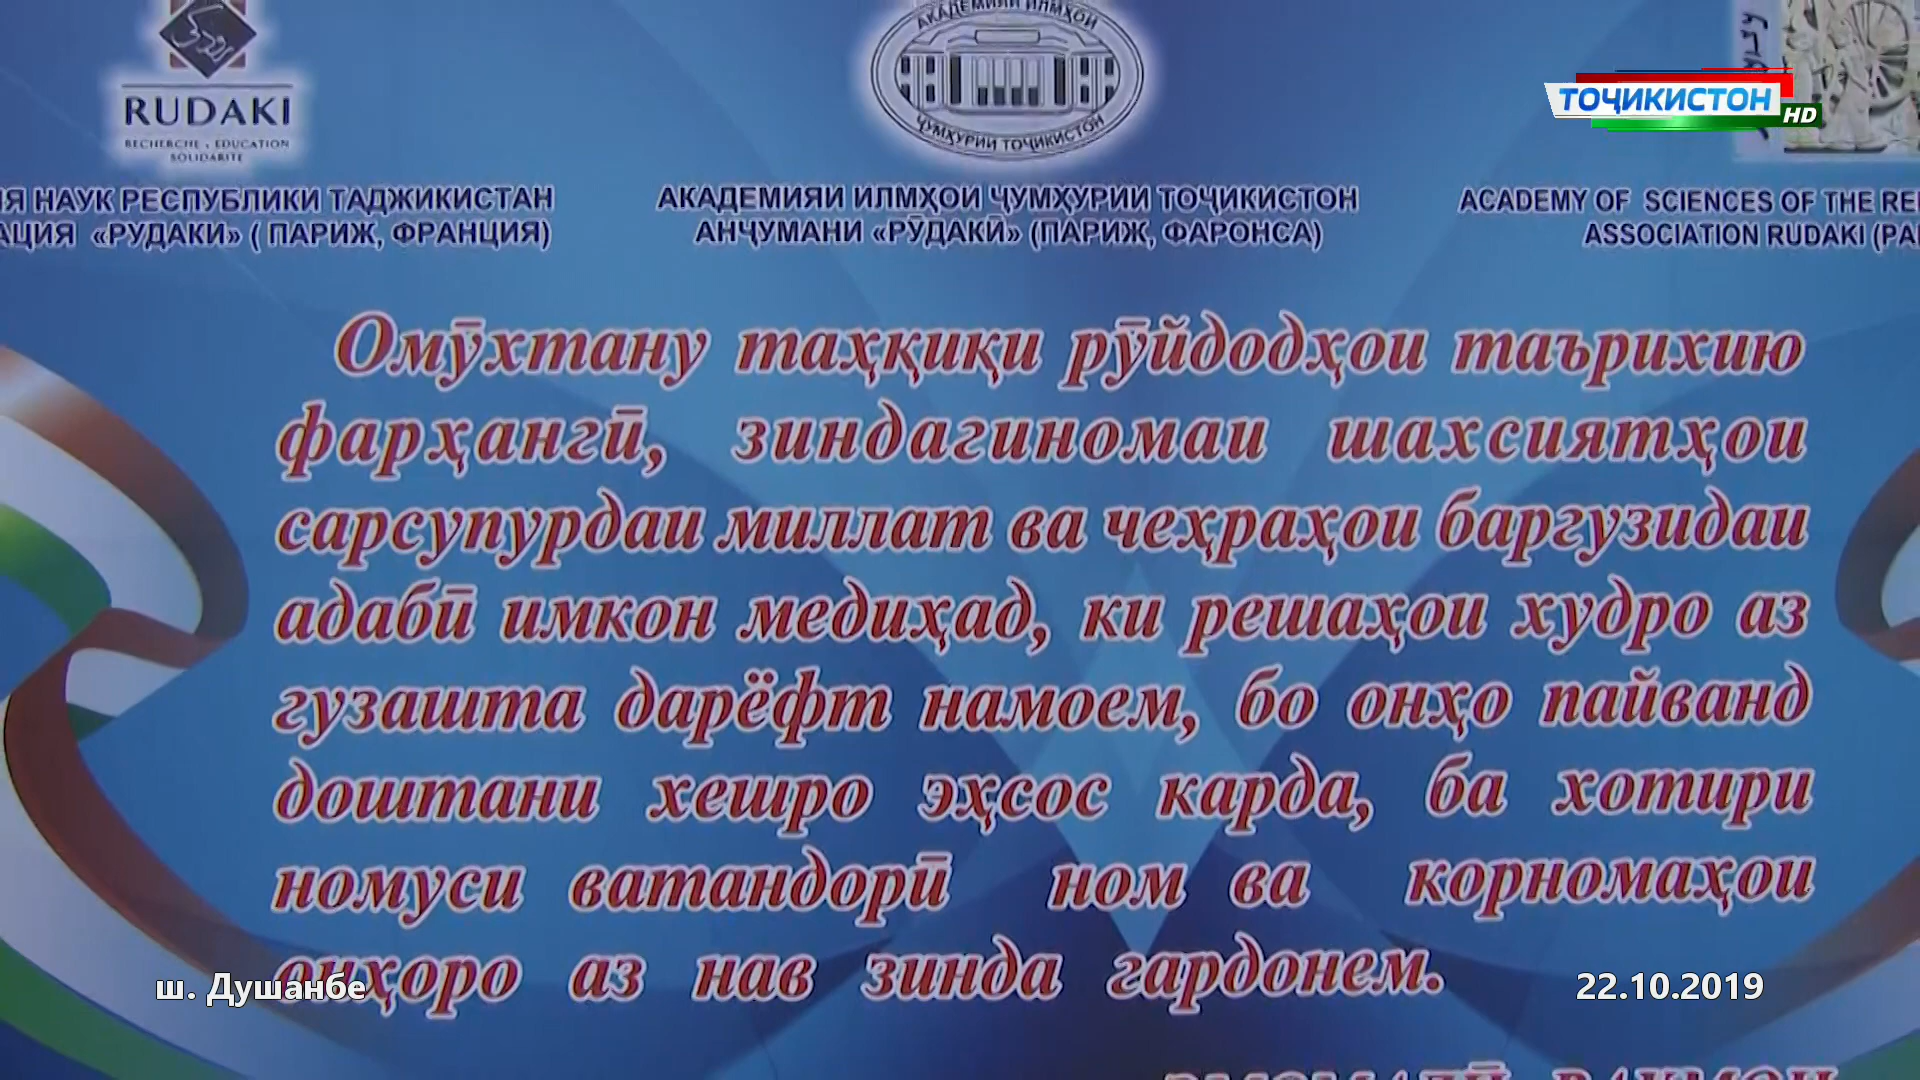 RUDAKI
RECHERCHE • EDUCATION
SOLIDARITE
АКАДЕМИЯИ ИЛМҲОИ
ҶУМҲУРИИ ТОҶИКИСТОН
ТОҶИКИСТОН HD
НАУК РЕСПУБЛИКИ ТАДЖИКИСТАН
«РУДАКИ» ( ПАРИЖ, ФРАНЦИЯ)
АКАДЕМИЯИ ИЛМҲОИ ҶУМҲУРИИ ТОҶИКИСТОН
АНҶУМАНИ «РӮДАКӢ» (ПАРИЖ, ФАРОНСА)
ACADEMY OF SCIENCES OF THE
ASSOCIATION RUDAKI
Омӯхтану таҳқиқи рӯйдодҳои таърихию
фарҳангӣ, зиндагиномаи шахсиятҳои
сарсупурдаи миллат ва чеҳраҳои баргузидаи
адабӣ имкон медиҳад, ки решаҳои худро аз
гузашта дарёфт намоем, бо онҳо пайванд
доштани хешро эҳсос карда, ба хотири
номуси ватандорӣ ном ва корномаҳои
онҳоро аз нав зинда гардонем.
ш. Душанбе
22.10.2019